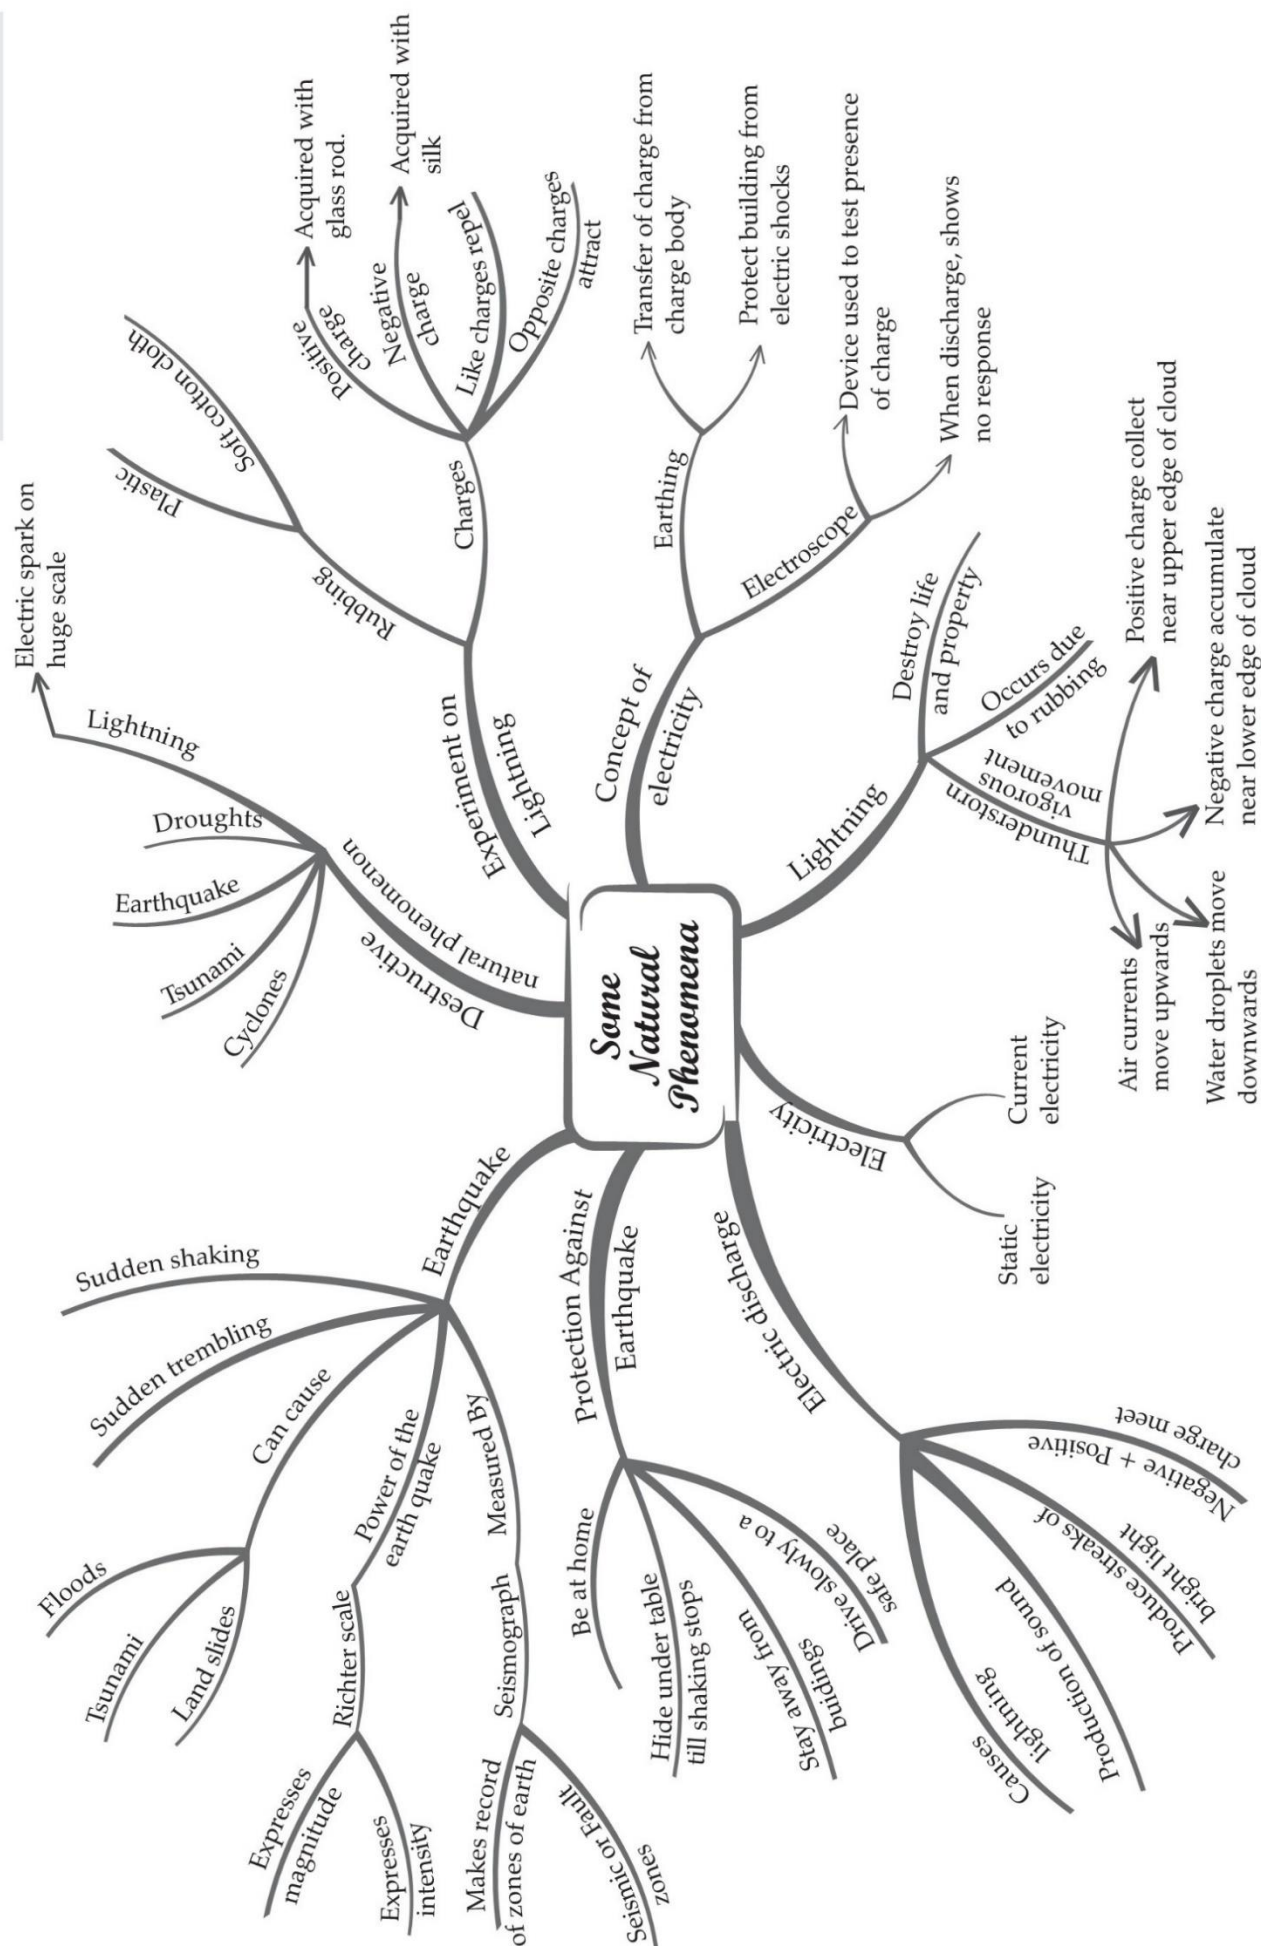 Some
Natural
Phenomena
Destructive
natural phenomenon
Lightning
Electric spark on
huge scale
Droughts
Earthquake
Tsunami
Cyclones
Experiment on
Lightning
Rubbing
Plastic
Soft cotton cloth
Charges
Positive
charge
Acquired with
glass rod.
Negative
charge
Acquired with
silk
Like charges repel
Opposite charges
attract
Concept of
electricity
Earthing
Transfer of charge from
charge body
Protect building from
electric shocks
Electroscope
Device used to test presence
of charge
When discharge, shows
no response
Lightning
Destroy life
and property
Occurs due
to rubbing
Thunderstorn
vigorous
movement
Positive charge collect
near upper edge of cloud
Negative charge accumulate
near lower edge of cloud
Water droplets move
downwards
Air currents
move upwards
Electricity
Current
electricity
Static
electricity
Electric discharge
Negative + Positive
charge meet
Produce streaks of
bright light
Production of sound
Causes
lightning
Protection Against
Earthquake
Be at home
Hide under table
till shaking stops
Stay away from
buidings
Drive slowly to a
safe place
Earthquake
Sudden shaking
Sudden trembling
Can cause
Floods
Tsunami
Land slides
Power of the
earth quake
Richter scale
Expresses
magnitude
Expresses
intensity
Measured By
Seismograph
Makes record
of zones of earth
Seismic or Fault
zones